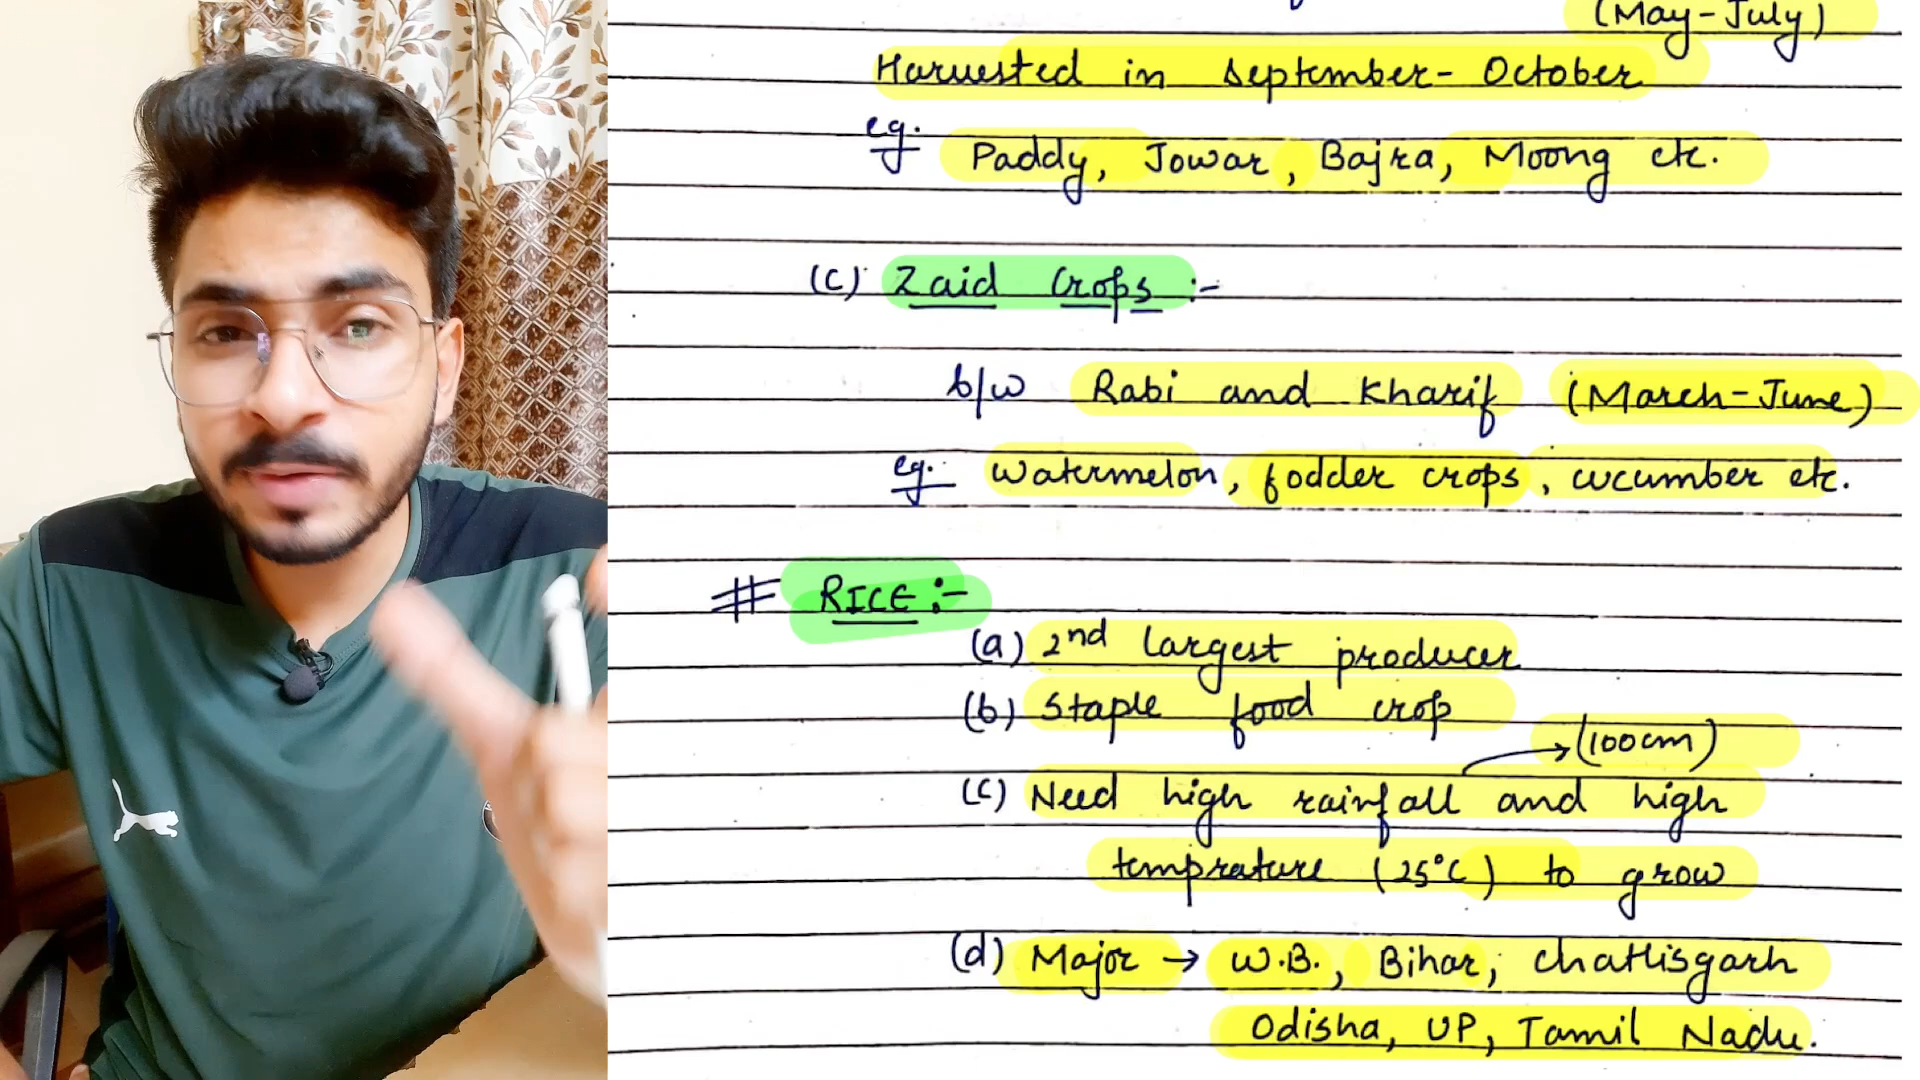 (May-July)
Harvested in September- October
eg. Paddy, Jowar, Bajra, Moong etc.
(c) Zaid Crops :-
b/w Rabi and Kharif (March-June)
eg. Watermelon, fodder crops, cucumber etc.
# RICE :-
(a) 2nd largest producer
(b) Staple food crop
→ (100cm)
(c) Need high rainfall and high
temprature (25°C) to grow
(d) Major → W.B., Bihar, Chattisgarh
Odisha, UP, Tamil Nadu.